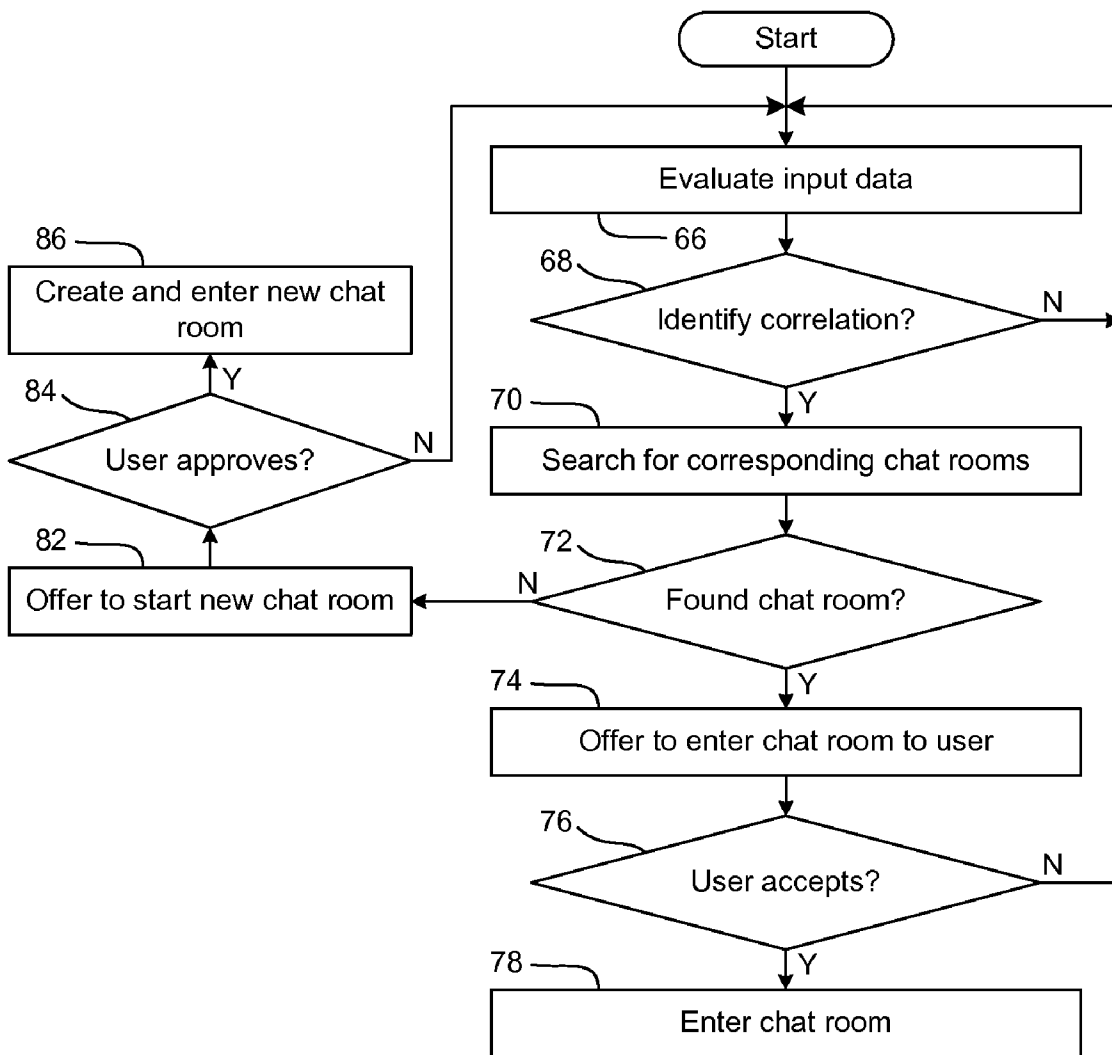 Start
Evaluate input data
66
68
Identify correlation?
N
Y
70
Search for corresponding chat rooms
72
Found chat room?
N
Y
74
Offer to enter chat room to user
76
User accepts?
N
Y
78
Enter chat room
82
Offer to start new chat room
84
User approves?
N
Y
86
Create and enter new chat
room